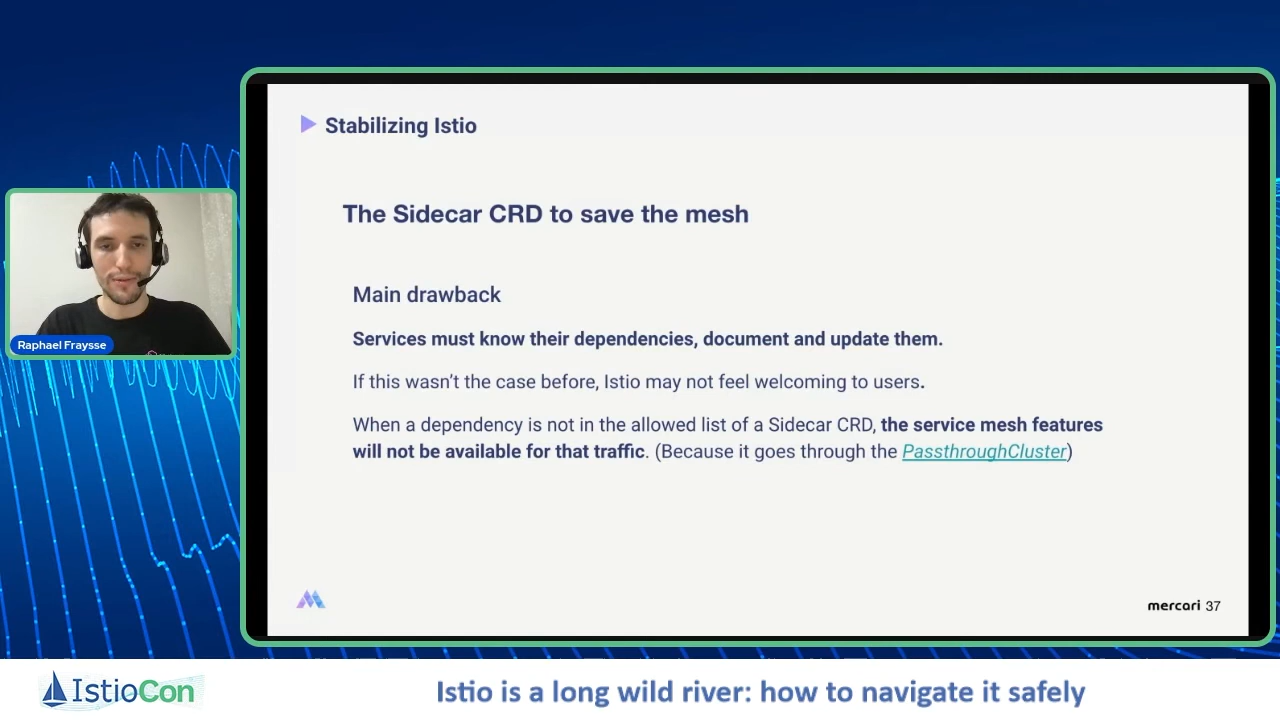 Stabilizing Istio
The Sidecar CRD to save the mesh
Main drawback
Services must know their dependencies, document and update them.
If this wasn't the case before, Istio may not feel welcoming to users.
When a dependency is not in the allowed list of a Sidecar CRD, the service mesh features
will not be available for that traffic. (Because it goes through the PassthroughCluster)
Raphael Fraysse
mercari 37
IstioCon
Istio is a long wild river: how to navigate it safely